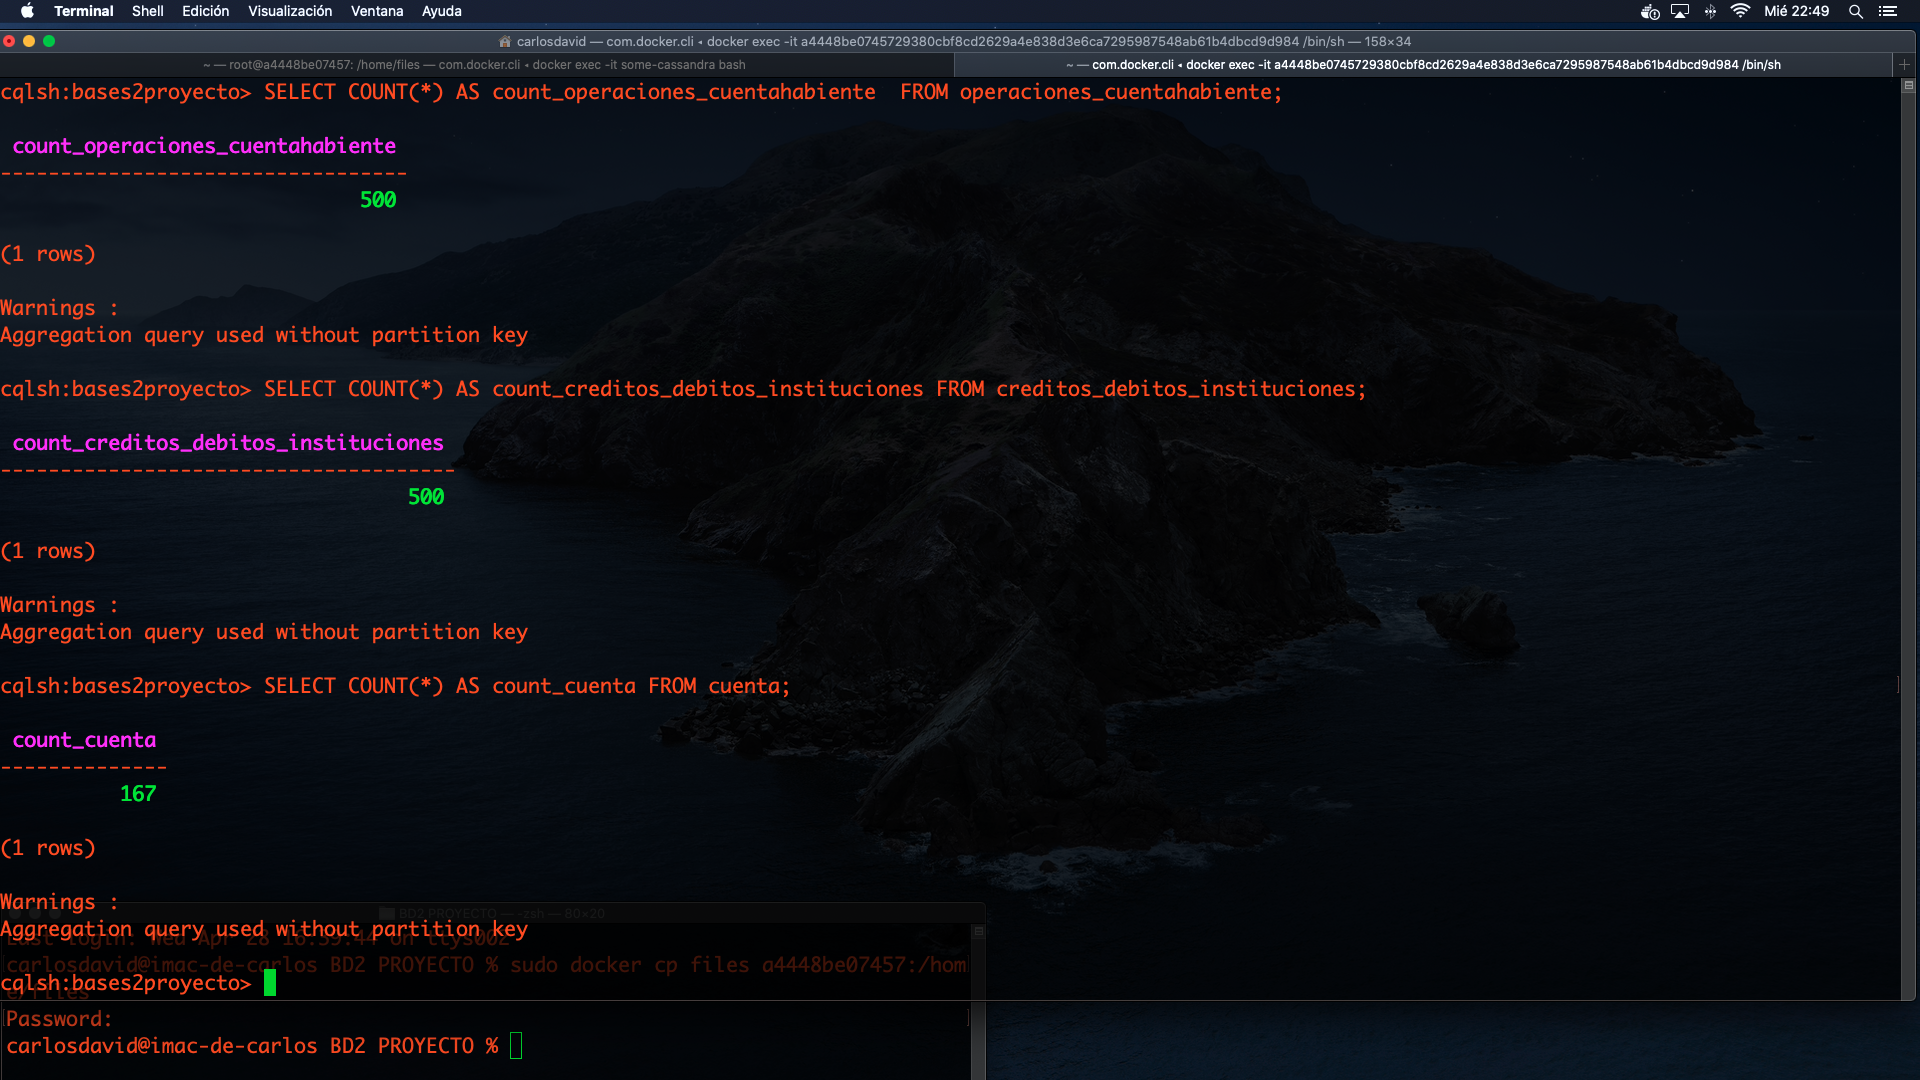 Terminal Shell Edición Visualización Ventana Ayuda Mié 22:49
carlosdavid — com.docker.cli ◂ docker exec -it a4448be0745729380cbf8cd2629a4e838d3e6ca7295987548ab61b4dbcd9d984 /bin/sh — 158×34
~ — root@a4448be07457: /home/files — com.docker.cli ◂ docker exec -it some-cassandra bash
~ — com.docker.cli ◂ docker exec -it a4448be0745729380cbf8cd2629a4e838d3e6ca7295987548ab61b4dbcd9d984 /bin/sh
cqlsh:bases2proyecto> SELECT COUNT(*) AS count_operaciones_cuentahabiente  FROM operaciones_cuentahabiente;
count_operaciones_cuentahabiente
----------------------------------
500
(1 rows)
Warnings :
Aggregation query used without partition key
cqlsh:bases2proyecto> SELECT COUNT(*) AS count_creditos_debitos_instituciones FROM creditos_debitos_instituciones;
count_creditos_debitos_instituciones
--------------------------------------
500
(1 rows)
Warnings :
Aggregation query used without partition key
cqlsh:bases2proyecto> SELECT COUNT(*) AS count_cuenta FROM cuenta;
count_cuenta
--------------
167
(1 rows)
Warnings :
Aggregation query used without partition key
cqlsh:bases2proyecto>
BD2 PROYECTO — -zsh — 80×20
Last login: Wed Apr 28 16:39:44 on ttys002
carlosdavid@imac-de-carlos BD2 PROYECTO % sudo docker cp files a4448be07457:/hom
e/files
Password:
carlosdavid@imac-de-carlos BD2 PROYECTO %